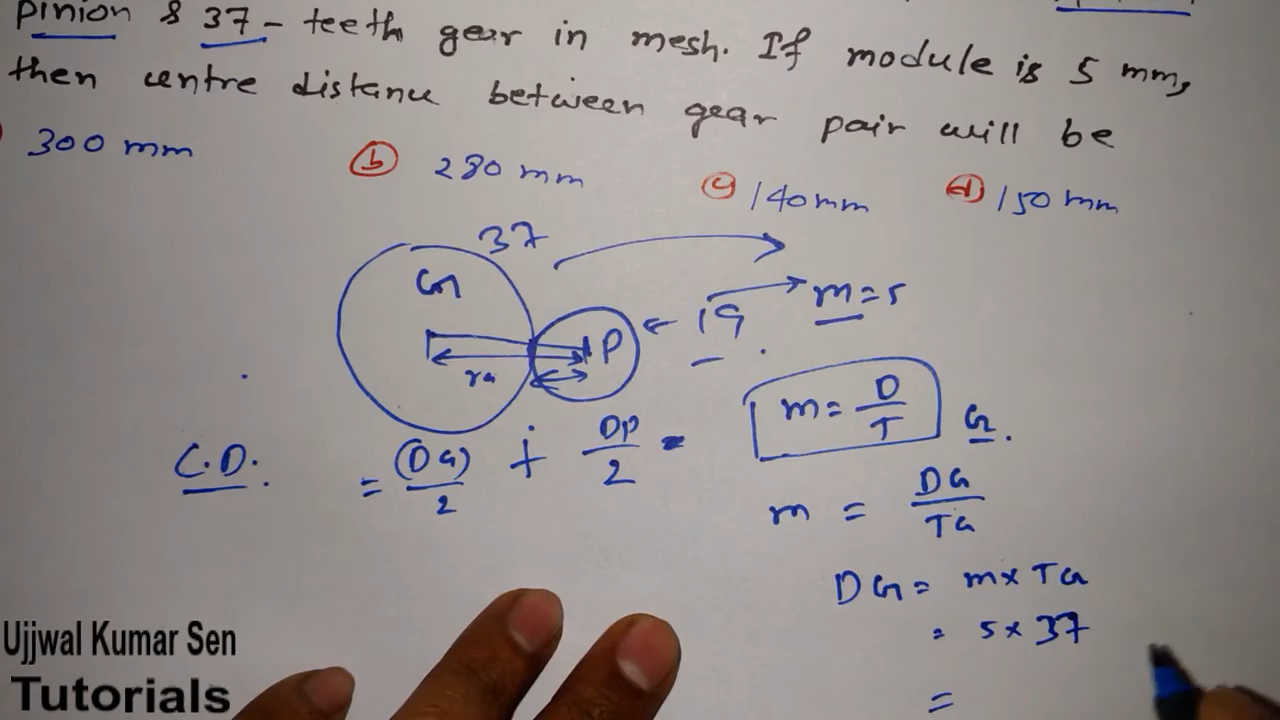 pinion & 37 - teeth gear in mesh. If module is 5 mm,
then centre distance between gear pair will be
300 mm
b 280 mm
c 140mm
d 150 mm
37
G
P
19
m=5
rG
m= D/T
G.
C.D. = (DG)/2 + DP/2 =
m = DG/TG
DG= m× TG
= 5×37
=
Ujjwal Kumar Sen
Tutorials